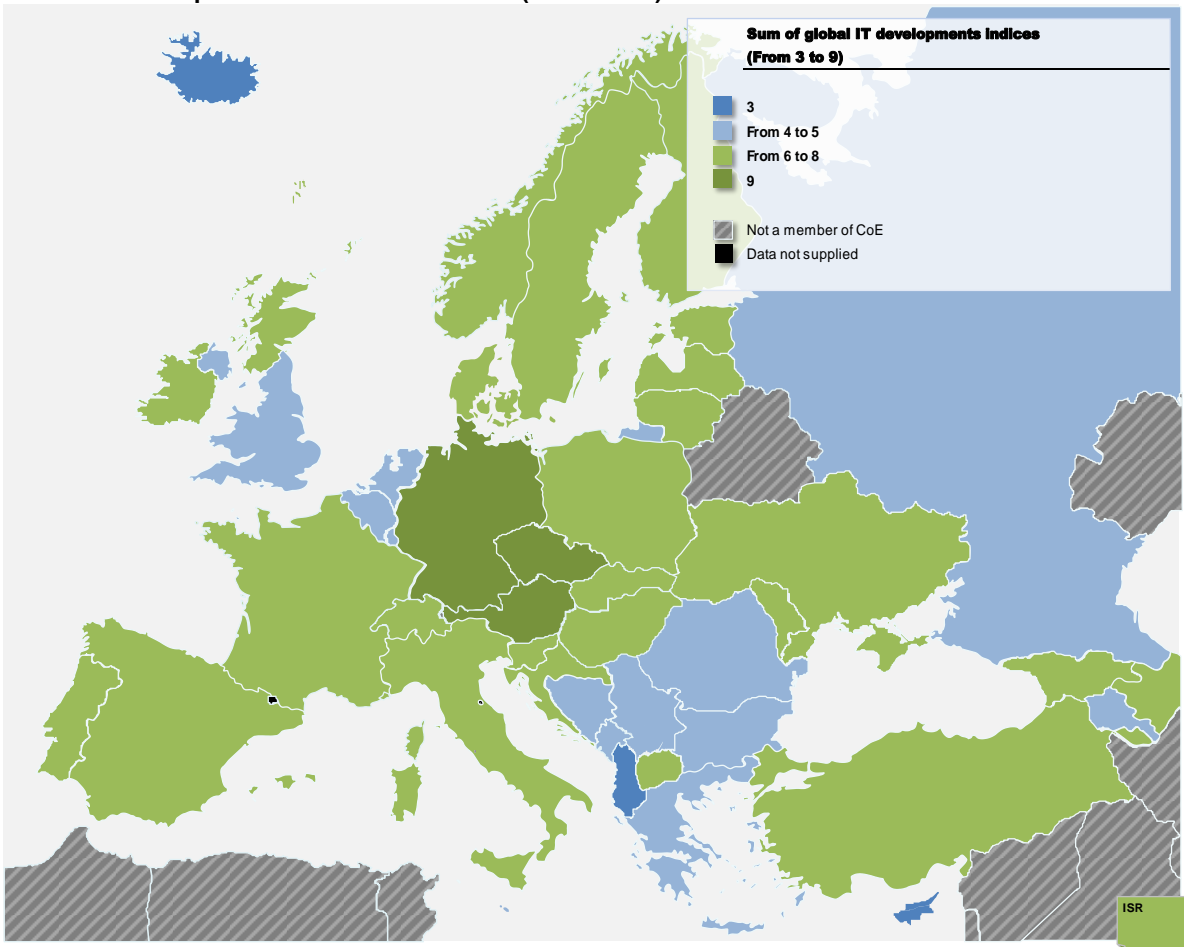 Sum of global IT developments indices
(From 3 to 9)
3
From 4 to 5
From 6 to 8
9
Not a member of CoE
Data not supplied
ISR